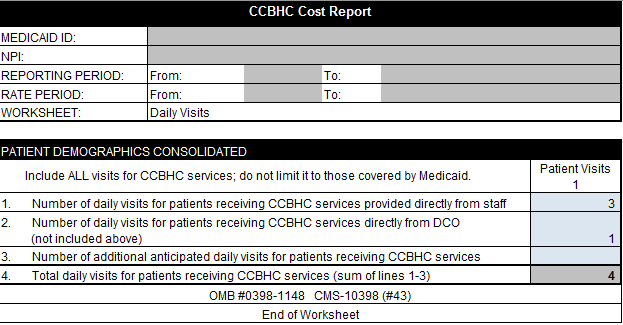 CCBHC Cost Report
MEDICAID ID:
NPI:
REPORTING PERIOD: From: To:
RATE PERIOD: From: To:
WORKSHEET: Daily Visits
PATIENT DEMOGRAPHICS CONSOLIDATED
Include ALL visits for CCBHC services; do not limit it to those covered by Medicaid. Patient Visits
1
1. Number of daily visits for patients receiving CCBHC services provided directly from staff 3
2. Number of daily visits for patients receiving CCBHC services directly from DCO
(not included above) 1
3. Number of additional anticipated daily visits for patients receiving CCBHC services
4. Total daily visits for patients receiving CCBHC services (sum of lines 1-3) 4
OMB #0398-1148 CMS-10398 (#43)
End of Worksheet